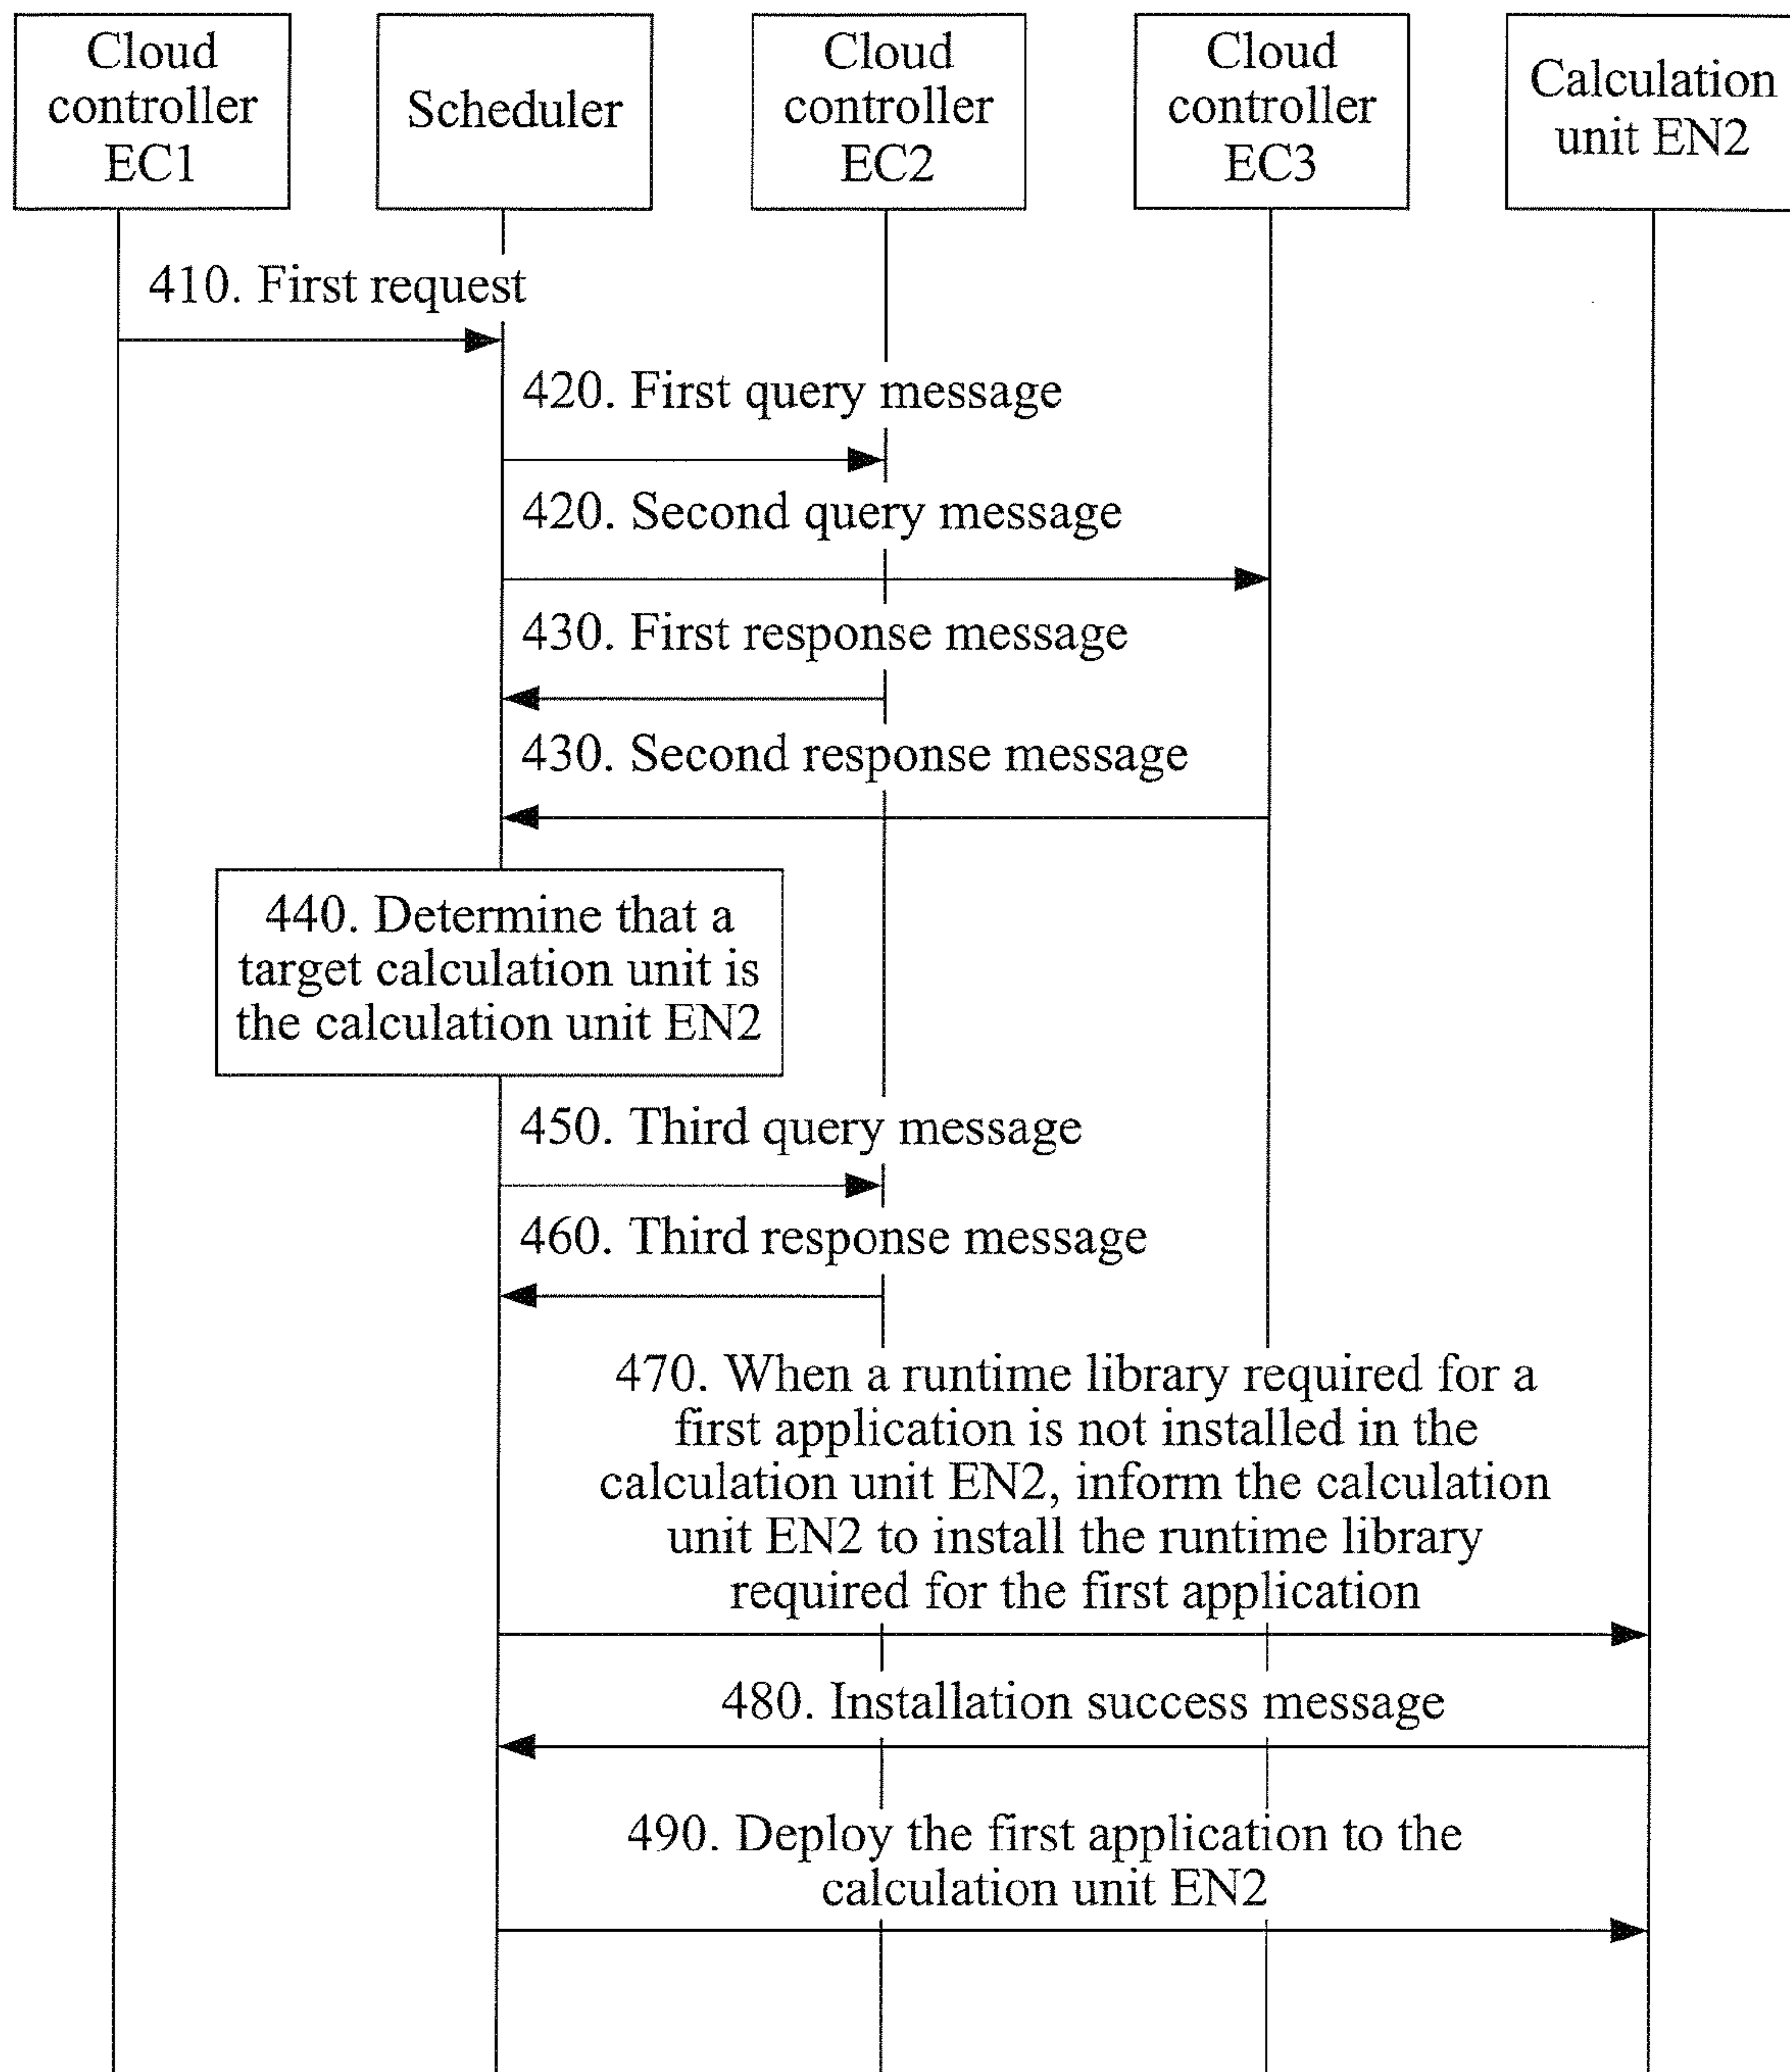 Cloud
controller
EC1
Scheduler
Cloud
controller
EC2
Cloud
controller
EC3
Calculation
unit EN2
410. First request
420. First query message
420. Second query message
430. First response message
430. Second response message
440. Determine that a
target calculation unit is
the calculation unit EN2
450. Third query message
460. Third response message
470. When a runtime library required for a
first application is not installed in the
calculation unit EN2, inform the calculation
unit EN2 to install the runtime library
required for the first application
480. Installation success message
490. Deploy the first application to the
calculation unit EN2